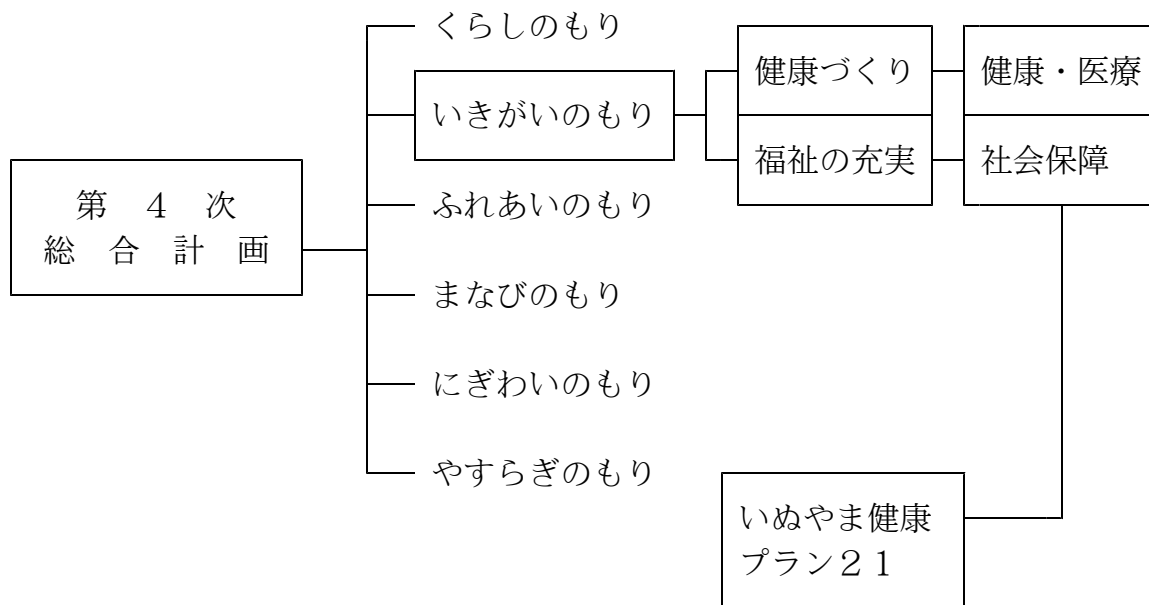 くらしのもり
健康づくり
健康・医療
いきがいのもり
福祉の充実
社会保障
第　４　次
総　合　計　画
ふれあいのもり
まなびのもり
にぎわいのもり
やすらぎのもり
いぬやま健康
プラン２１